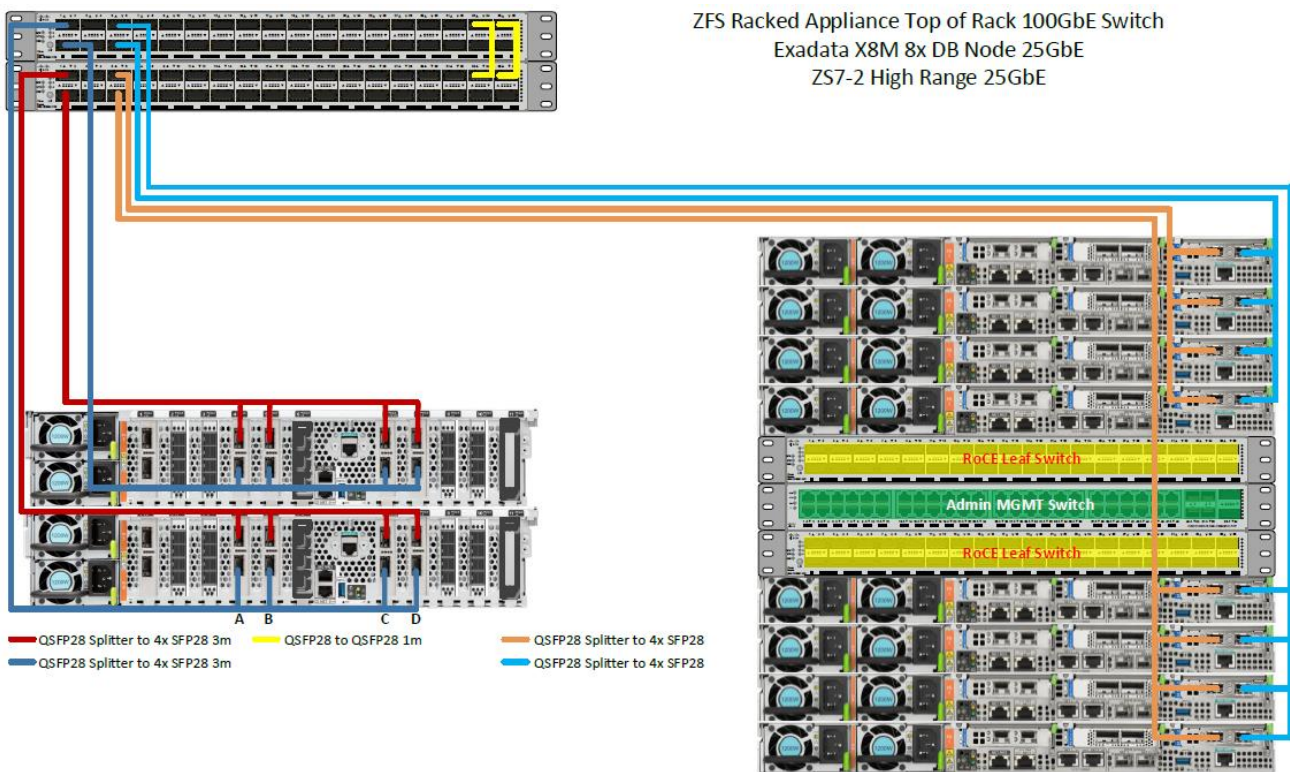 ZFS Racked Appliance Top of Rack 100GbE Switch
Exadata X8M 8x DB Node 25GbE
ZS7-2 High Range 25GbE
RoCE Leaf Switch
Admin MGMT Switch
RoCE Leaf Switch
A B C D
QSFP28 Splitter to 4x SFP28 3m
QSFP28 to QSFP28 1m
QSFP28 Splitter to 4x SFP28
QSFP28 Splitter to 4x SFP28 3m
QSFP28 Splitter to 4x SFP28